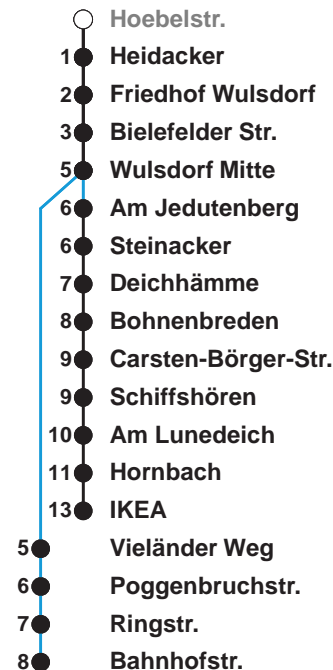 Hoebelstr.
1 Heidacker
2 Friedhof Wulsdorf
3 Bielefelder Str.
5 Wulsdorf Mitte
6 Am Jedutenberg
6 Steinacker
7 Deichhämme
8 Bohnenbreden
9 Carsten-Börger-Str.
9 Schiffshören
10 Am Lunedeich
11 Hornbach
13 IKEA
5 Vieländer Weg
6 Poggenbruchstr.
7 Ringstr.
8 Bahnhofstr.